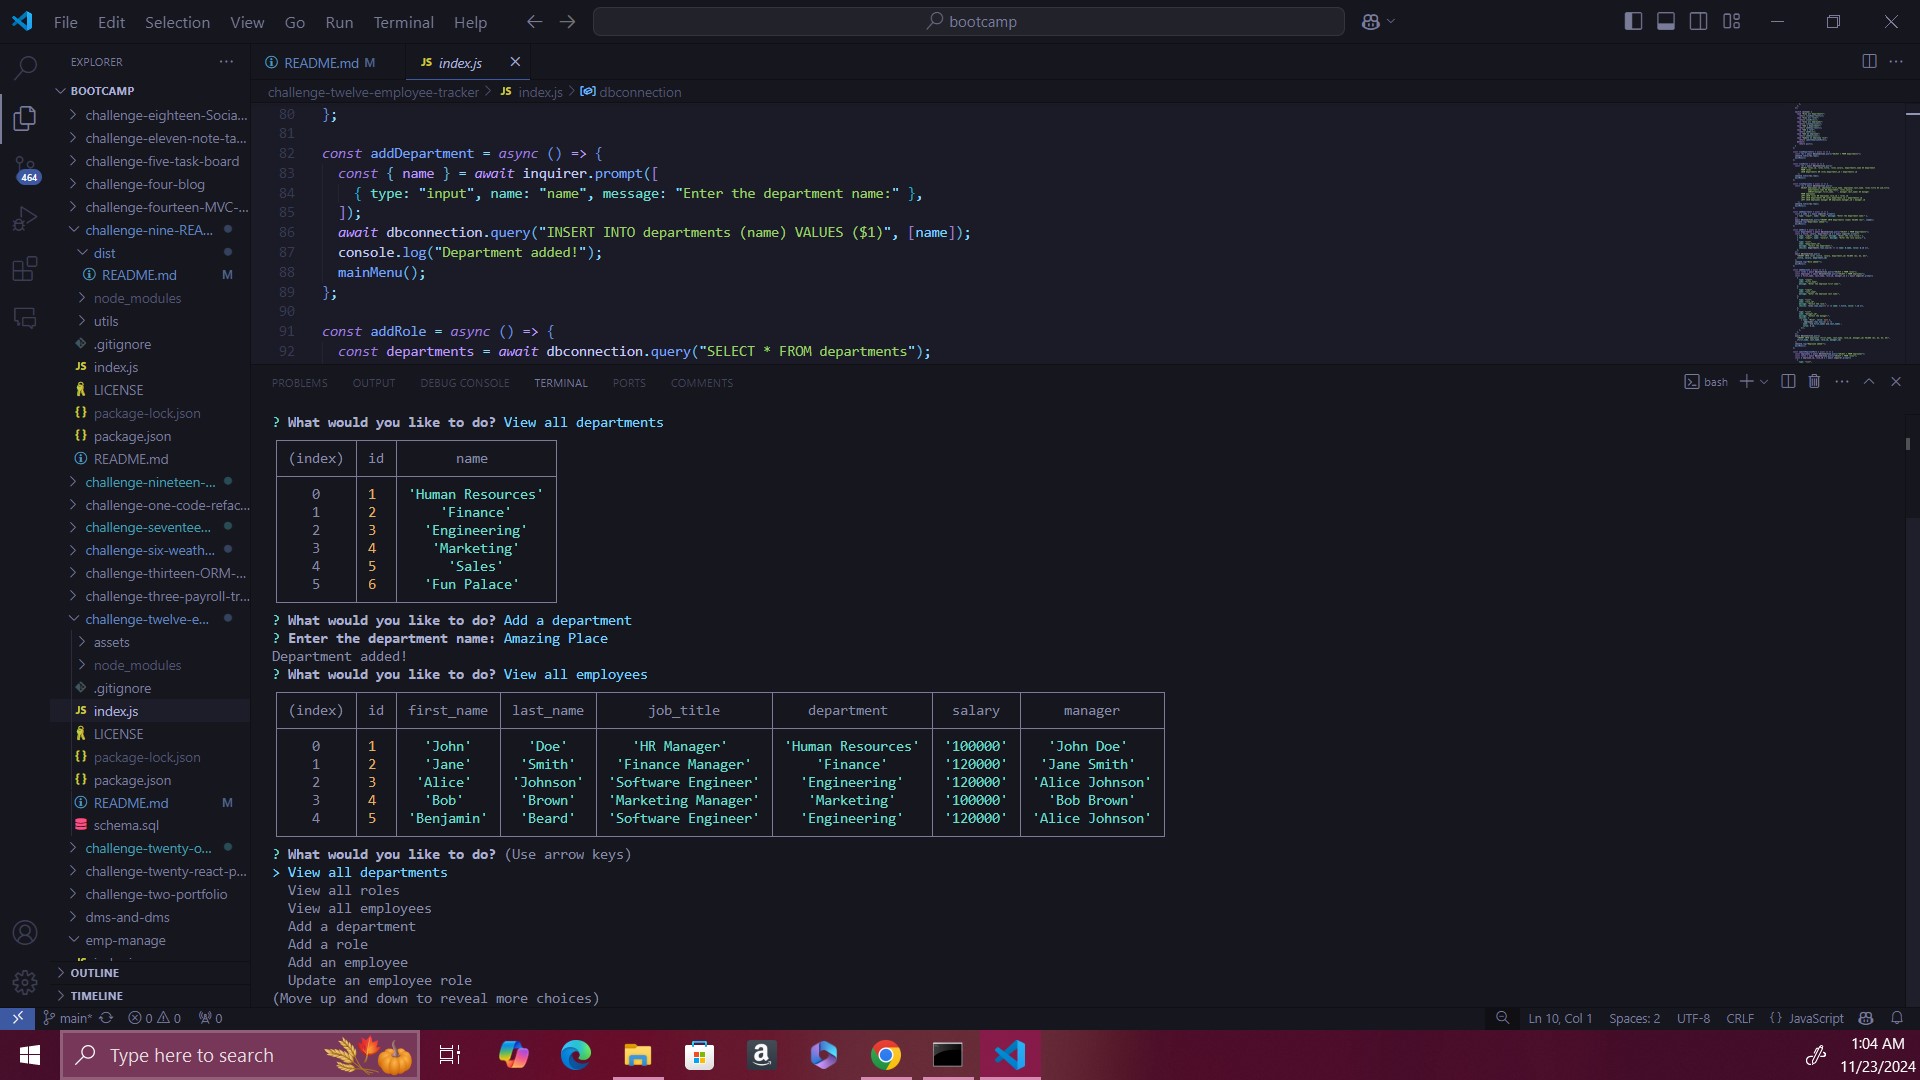 File Edit Selection View Go Run Terminal Help
bootcamp
EXPLORER
BOOTCAMP
challenge-eighteen-Socia...
challenge-eleven-note-ta...
challenge-five-task-board
challenge-four-blog
challenge-fourteen-MVC-...
challenge-nine-REA...
dist
README.md M
node_modules
utils
.gitignore
index.js
LICENSE
package-lock.json
package.json
README.md
challenge-nineteen-...
challenge-one-code-refac...
challenge-seventee...
challenge-six-weath...
challenge-thirteen-ORM-...
challenge-three-payroll-tr...
challenge-twelve-e...
assets
node_modules
.gitignore
index.js
LICENSE
package-lock.json
package.json
README.md M
schema.sql
challenge-twenty-o...
challenge-twenty-react-p...
challenge-two-portfolio
dms-and-dms
emp-manage
OUTLINE
TIMELINE
464
README.md M
JS index.js
challenge-twelve-employee-tracker > JS index.js > dbconnection
80 };
81
82 const addDepartment = async () => {
83 const { name } = await inquirer.prompt([
84 { type: "input", name: "name", message: "Enter the department name:" },
85 ]);
86 await dbconnection.query("INSERT INTO departments (name) VALUES ($1)", [name]);
87 console.log("Department added!");
88 mainMenu();
89 };
90
91 const addRole = async () => {
92 const departments = await dbconnection.query("SELECT * FROM departments");
PROBLEMS OUTPUT DEBUG CONSOLE TERMINAL PORTS COMMENTS
bash
? What would you like to do? View all departments
(index) id name
0 1 'Human Resources'
1 2 'Finance'
2 3 'Engineering'
3 4 'Marketing'
4 5 'Sales'
5 6 'Fun Palace'
? What would you like to do? Add a department
? Enter the department name: Amazing Place
Department added!
? What would you like to do? View all employees
(index) id first_name last_name job_title department salary manager
0 1 'John' 'Doe' 'HR Manager' 'Human Resources' '100000' 'John Doe'
1 2 'Jane' 'Smith' 'Finance Manager' 'Finance' '120000' 'Jane Smith'
2 3 'Alice' 'Johnson' 'Software Engineer' 'Engineering' '120000' 'Alice Johnson'
3 4 'Bob' 'Brown' 'Marketing Manager' 'Marketing' '100000' 'Bob Brown'
4 5 'Benjamin' 'Beard' 'Software Engineer' 'Engineering' '120000' 'Alice Johnson'
? What would you like to do? (Use arrow keys)
> View all departments
View all roles
View all employees
Add a department
Add a role
Add an employee
Update an employee role
(Move up and down to reveal more choices)
main* 0 0 0
Ln 10, Col 1 Spaces: 2 UTF-8 CRLF {} JavaScript
Type here to search
1:04 AM
11/23/2024